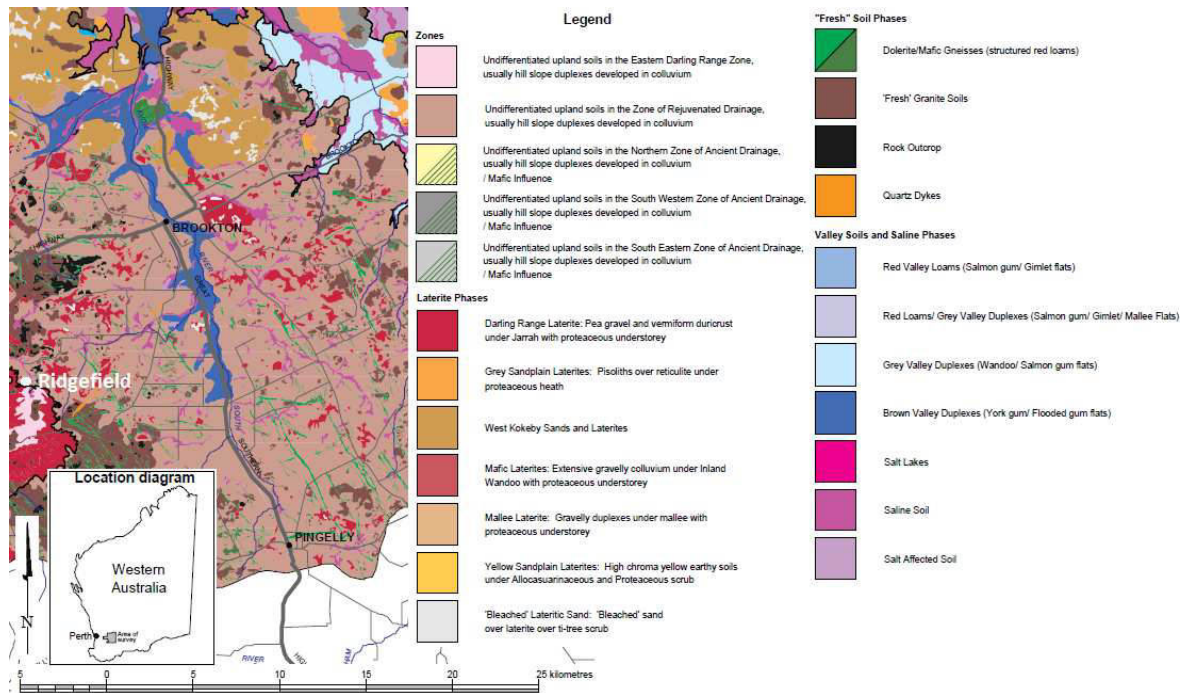 HIGHWAY
BROOKTON
HIGHWAY
RIVER
GREAT
Ridgefield
SOUTH
SOUTHERN
PINGELLY
Location diagram
Western
Australia
Perth
Area of
survey
N
RIVER
5 0 5 10 15 20 25 kilometres
Legend
Zones
Undifferentiated upland soils in the Eastern Darling Range Zone,
usually hill slope duplexes developed in colluvium
Undifferentiated upland soils in the Zone of Rejuvenated Drainage,
usually hill slope duplexes developed in colluvium
Undifferentiated upland soils in the Northern Zone of Ancient Drainage,
usually hill slope duplexes developed in colluvium
/ Mafic Influence
Undifferentiated upland soils in the South Western Zone of Ancient Drainage,
usually hill slope duplexes developed in colluvium
/ Mafic Influence
Undifferentiated upland soils in the South Eastern Zone of Ancient Drainage,
usually hill slope duplexes developed in colluvium
/ Mafic Influence
Laterite Phases
Darling Range Laterite: Pea gravel and vermiform duricrust
under Jarrah with proteaceous understorey
Grey Sandplain Laterites: Pisoliths over reticulite under
proteaceous heath
West Kokeby Sands and Laterites
Mafic Laterites: Extensive gravelly colluvium under Inland
Wandoo with proteaceous understorey
Mallee Laterite: Gravelly duplexes under mallee with
proteaceous understorey
Yellow Sandplain Laterites: High chroma yellow earthy soils
under Allocasuarinaceous and Proteaceous scrub
'Bleached' Lateritic Sand: 'Bleached' sand
over laterite over ti-tree scrub
"Fresh" Soil Phases
Dolerite/Mafic Gneisses (structured red loams)
'Fresh' Granite Soils
Rock Outcrop
Quartz Dykes
Valley Soils and Saline Phases
Red Valley Loams (Salmon gum/ Gimlet flats)
Red Loams/ Grey Valley Duplexes (Salmon gum/ Gimlet/ Mallee Flats)
Grey Valley Duplexes (Wandoo/ Salmon gum flats)
Brown Valley Duplexes (York gum/ Flooded gum flats)
Salt Lakes
Saline Soil
Salt Affected Soil